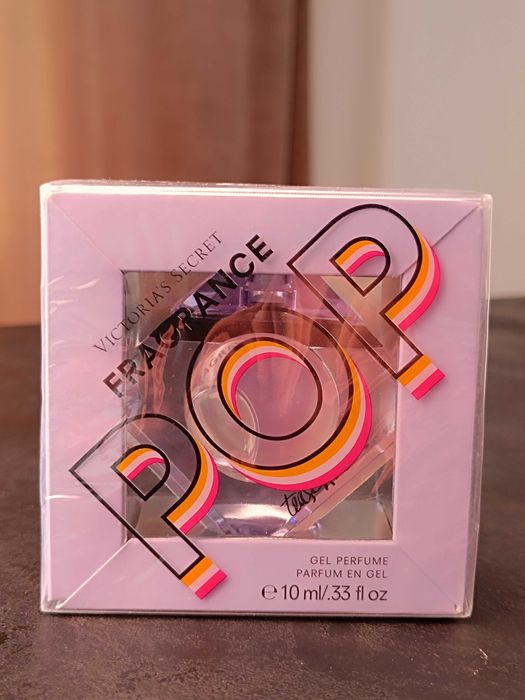 VICTORIA'S SECRET
FRAGRANCE
POP
GEL PERFUME
PARFUM EN GEL
℮ 10 ml/.33 fl oz